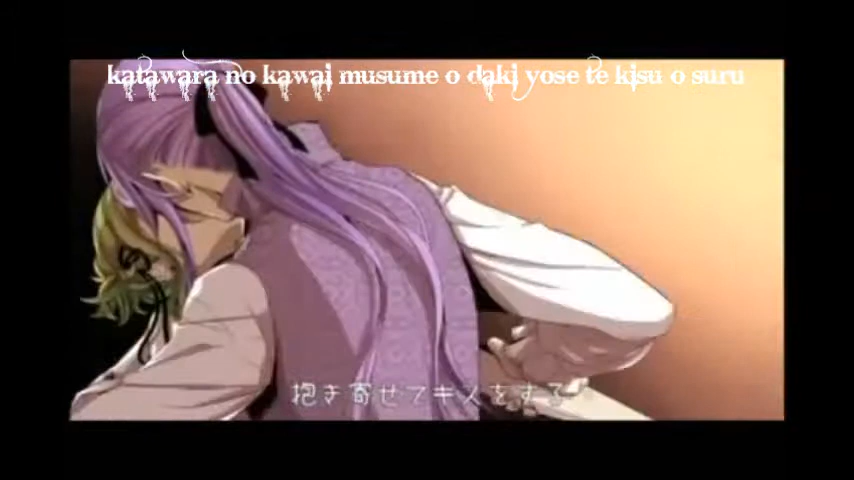 katawara no kawai musume o daki yose te kisu o suru
抱き寄せてキスをする